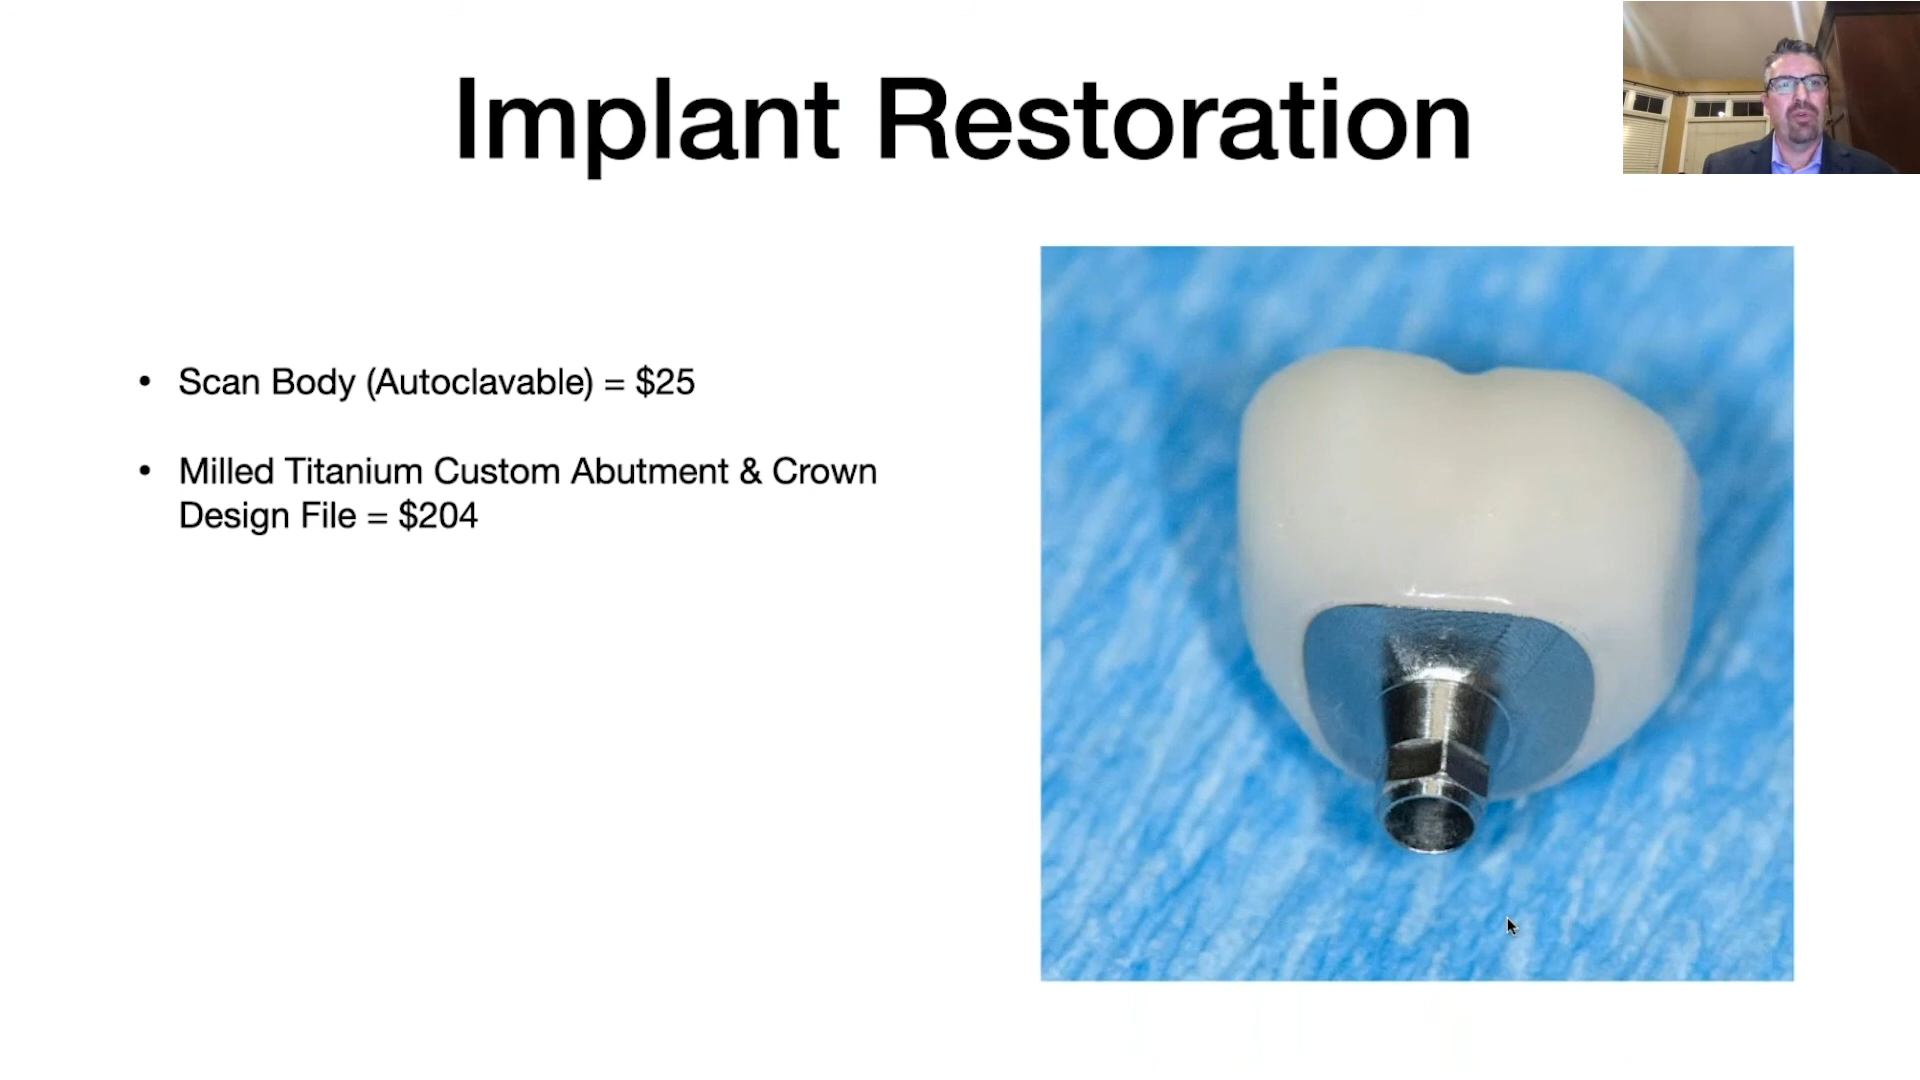 Implant Restoration
• Scan Body (Autoclavable) = $25
• Milled Titanium Custom Abutment & Crown
Design File = $204